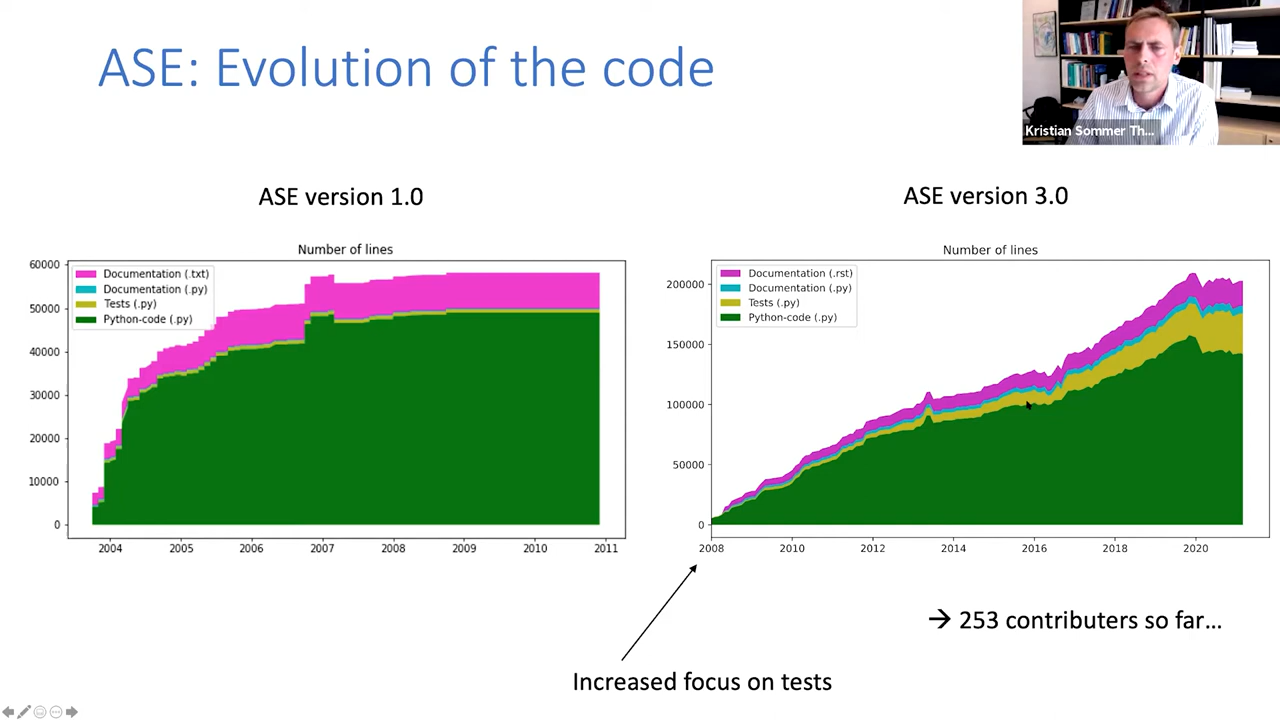 ASE: Evolution of the code
Kristian Sommer Th...
ASE version 1.0
ASE version 3.0
Number of lines
60000
50000
40000
30000
20000
10000
0
Documentation (.txt)
Documentation (.py)
Tests (.py)
Python-code (.py)
2004 2005 2006 2007 2008 2009 2010 2011
Number of lines
200000
150000
100000
50000
0
Documentation (.rst)
Documentation (.py)
Tests (.py)
Python-code (.py)
2008 2010 2012 2014 2016 2018 2020
→ 253 contributers so far...
Increased focus on tests